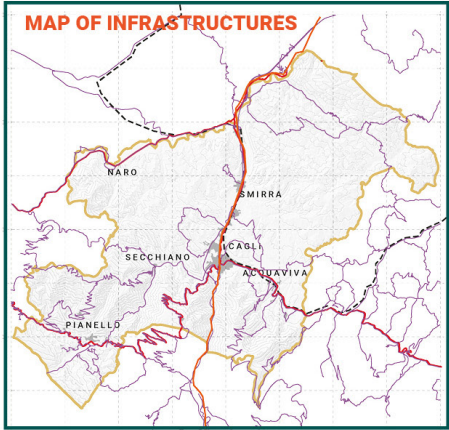 MAP OF INFRASTRUCTURES
NARO
SMIRRA
CAGLI
SECCHIANO
ACQUAVIVA
PIANELLO